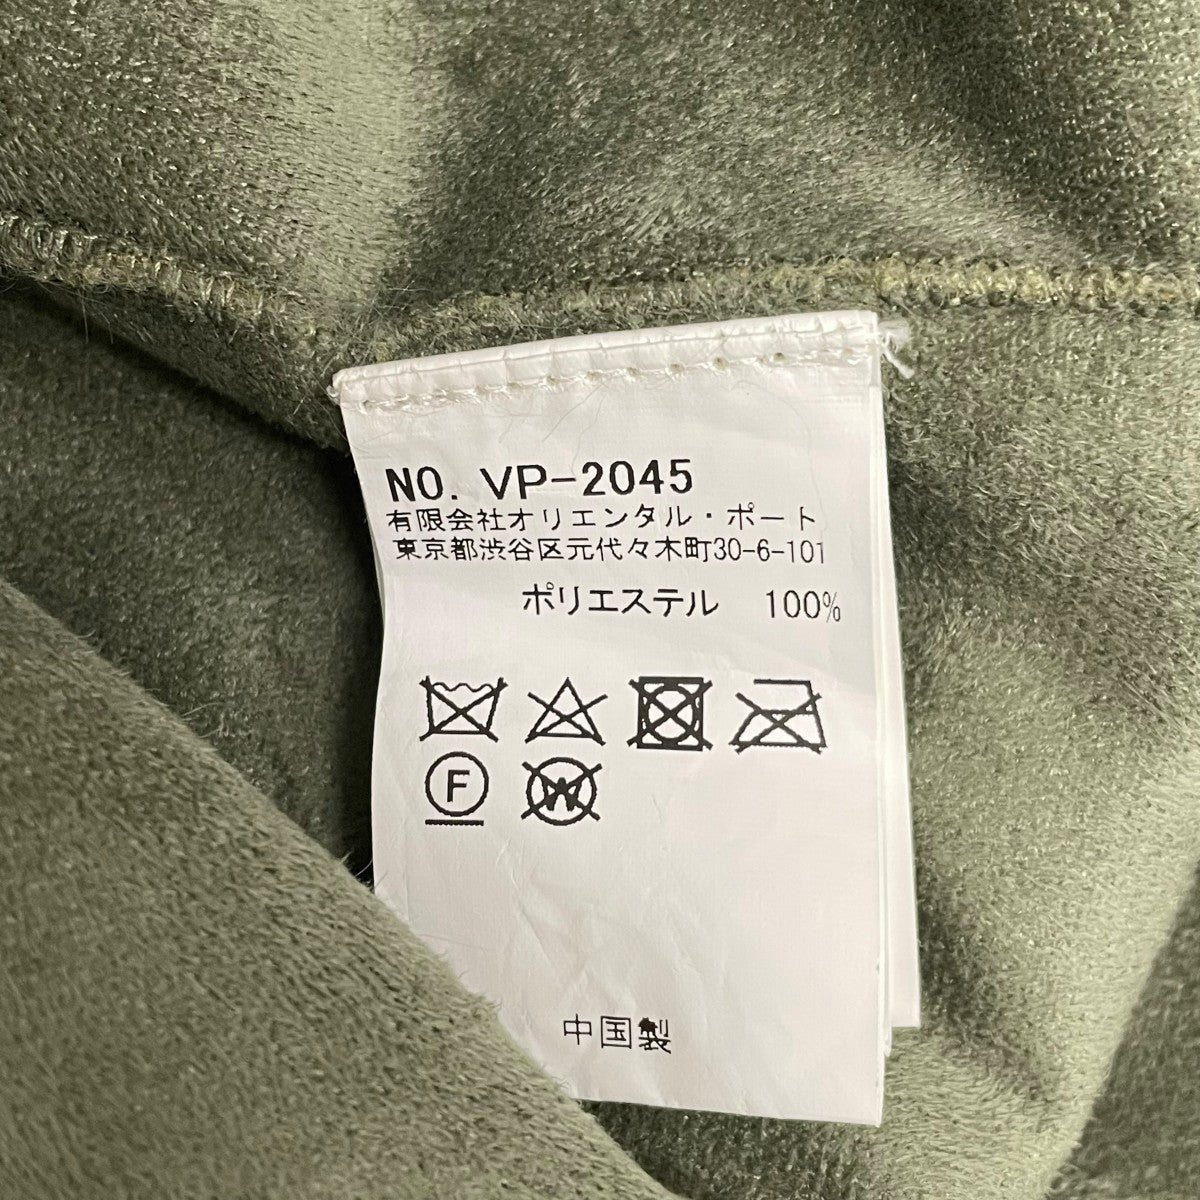 NO. VP-2045
有限会社オリエンタル・ポート
東京都渋谷区元代々木町30-6-101
ポリエステル 100%
F
W
中国製